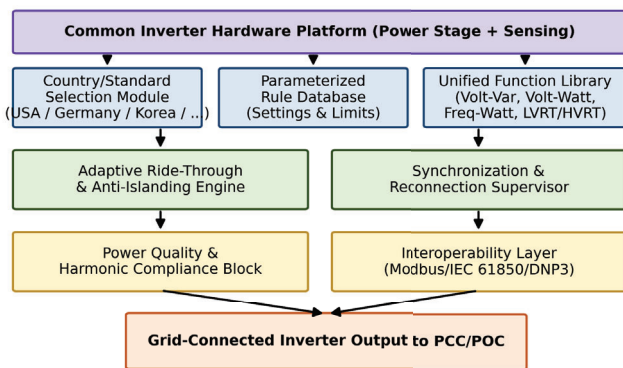 Common Inverter Hardware Platform (Power Stage + Sensing)
Country/Standard
Selection Module
(USA / Germany / Korea / ...)
Parameterized
Rule Database
(Settings & Limits)
Unified Function Library
(Volt-Var, Volt-Watt,
Freq-Watt, LVRT/HVRT)
Adaptive Ride-Through
& Anti-Islanding Engine
Synchronization &
Reconnection Supervisor
Power Quality &
Harmonic Compliance Block
Interoperability Layer
(Modbus/IEC 61850/DNP3)
Grid-Connected Inverter Output to PCC/POC